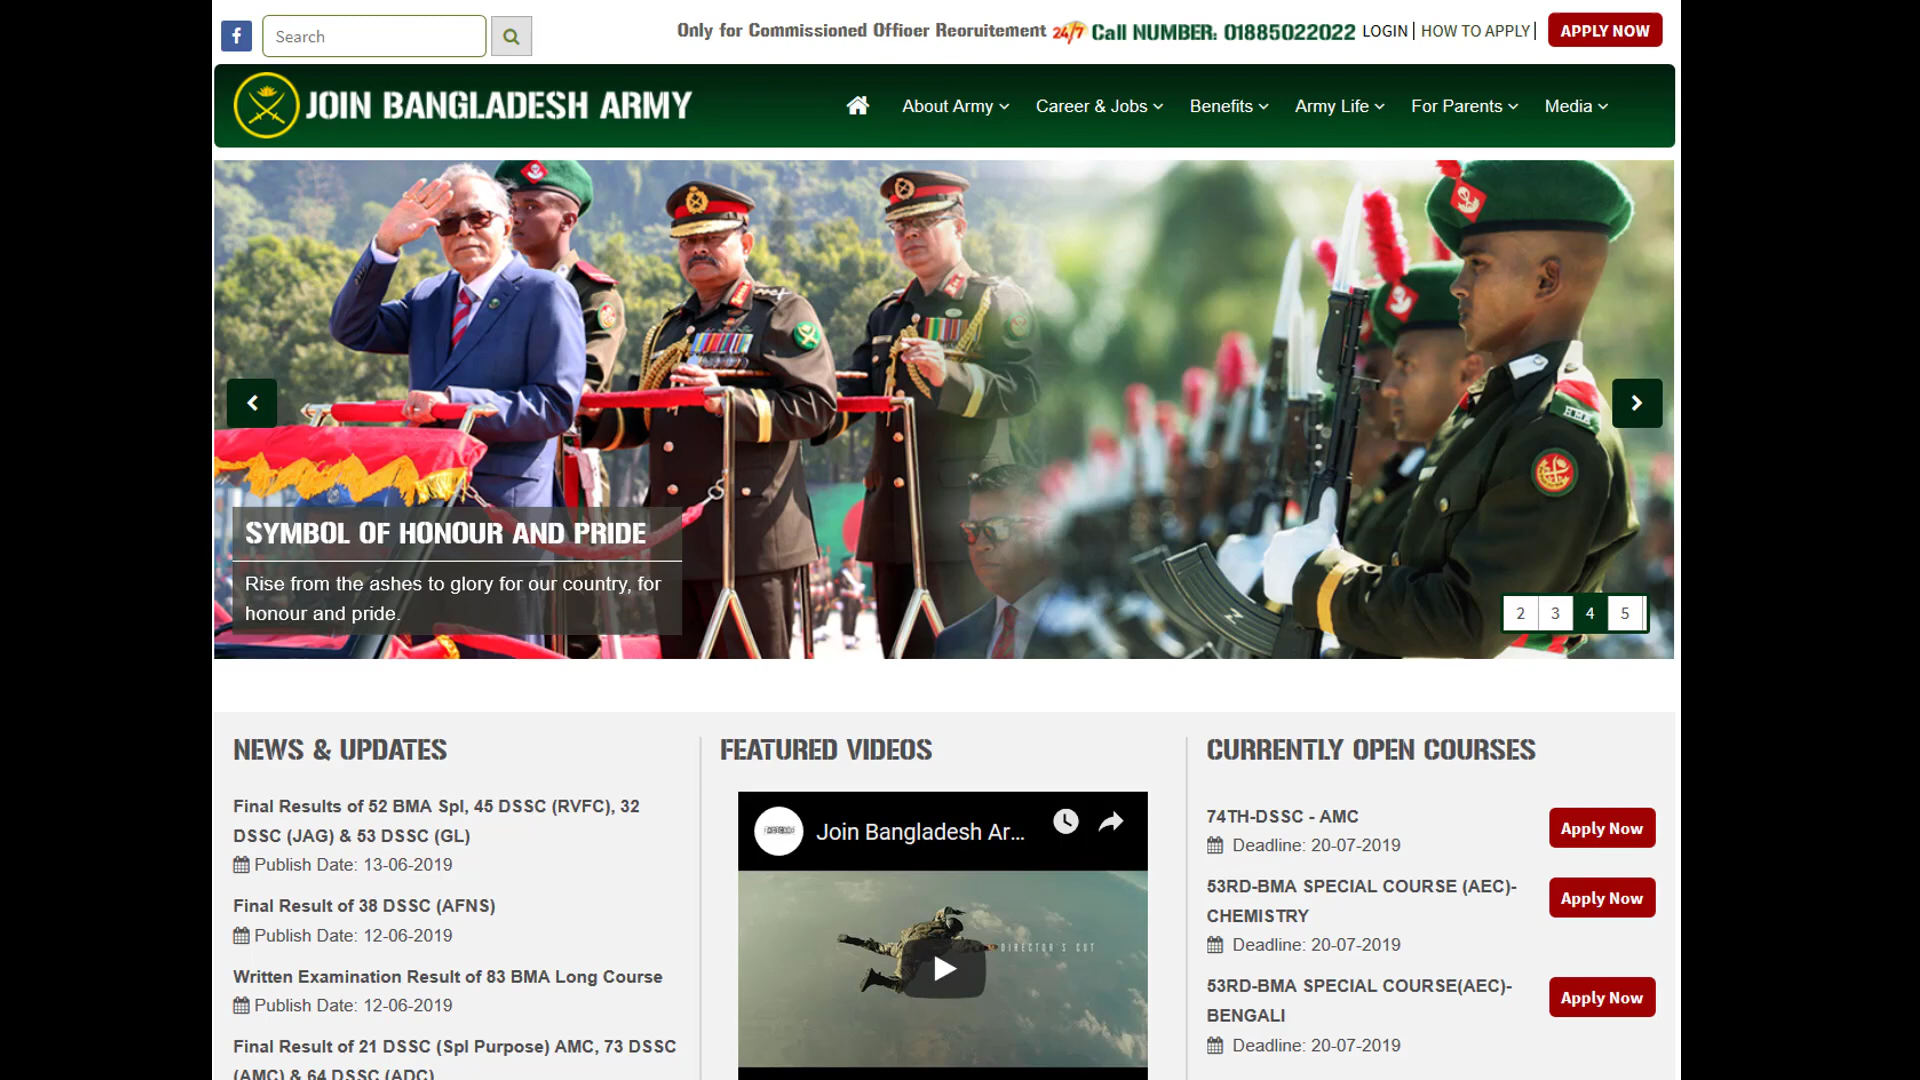 Search
Only for Commissioned Officer Recruitement 24/7 Call NUMBER: 01885022022 LOGIN | HOW TO APPLY | APPLY NOW
JOIN BANGLADESH ARMY
About Army Career & Jobs Benefits Army Life For Parents Media
SYMBOL OF HONOUR AND PRIDE
Rise from the ashes to glory for our country, for
honour and pride.
2 3 4 5
NEWS & UPDATES
Final Results of 52 BMA Spl, 45 DSSC (RVFC), 32
DSSC (JAG) & 53 DSSC (GL)
Publish Date: 13-06-2019
Final Result of 38 DSSC (AFNS)
Publish Date: 12-06-2019
Written Examination Result of 83 BMA Long Course
Publish Date: 12-06-2019
Final Result of 21 DSSC (Spl Purpose) AMC, 73 DSSC
(AMC) & 64 DSSC (ADC)
FEATURED VIDEOS
Join Bangladesh Ar...
DIRECTOR'S CUT
CURRENTLY OPEN COURSES
74TH-DSSC - AMC
Deadline: 20-07-2019
Apply Now
53RD-BMA SPECIAL COURSE (AEC)-
CHEMISTRY
Deadline: 20-07-2019
Apply Now
53RD-BMA SPECIAL COURSE(AEC)-
BENGALI
Deadline: 20-07-2019
Apply Now